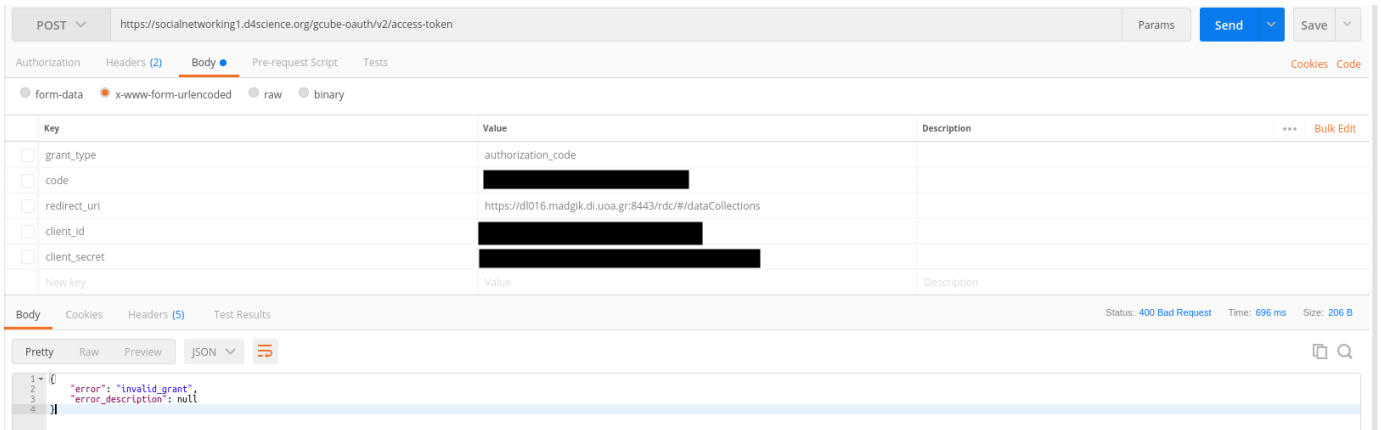 POST https://socialnetworking1.d4science.org/gcube-oauth/v2/access-token Params Send Save
Authorization Headers (2) Body Pre-request Script Tests Cookies Code
form-data x-www-form-urlencoded raw binary
Key Value Description ••• Bulk Edit
grant_type authorization_code
code
redirect_uri https://dl016.madgik.di.uoa.gr:8443/rdc/#/dataCollections
client_id
client_secret
New key Value Description
Body Cookies Headers (5) Test Results Status: 400 Bad Request Time: 696 ms Size: 206 B
Pretty Raw Preview JSON
1 {
2 "error": "invalid_grant",
3 "error_description": null
4 }